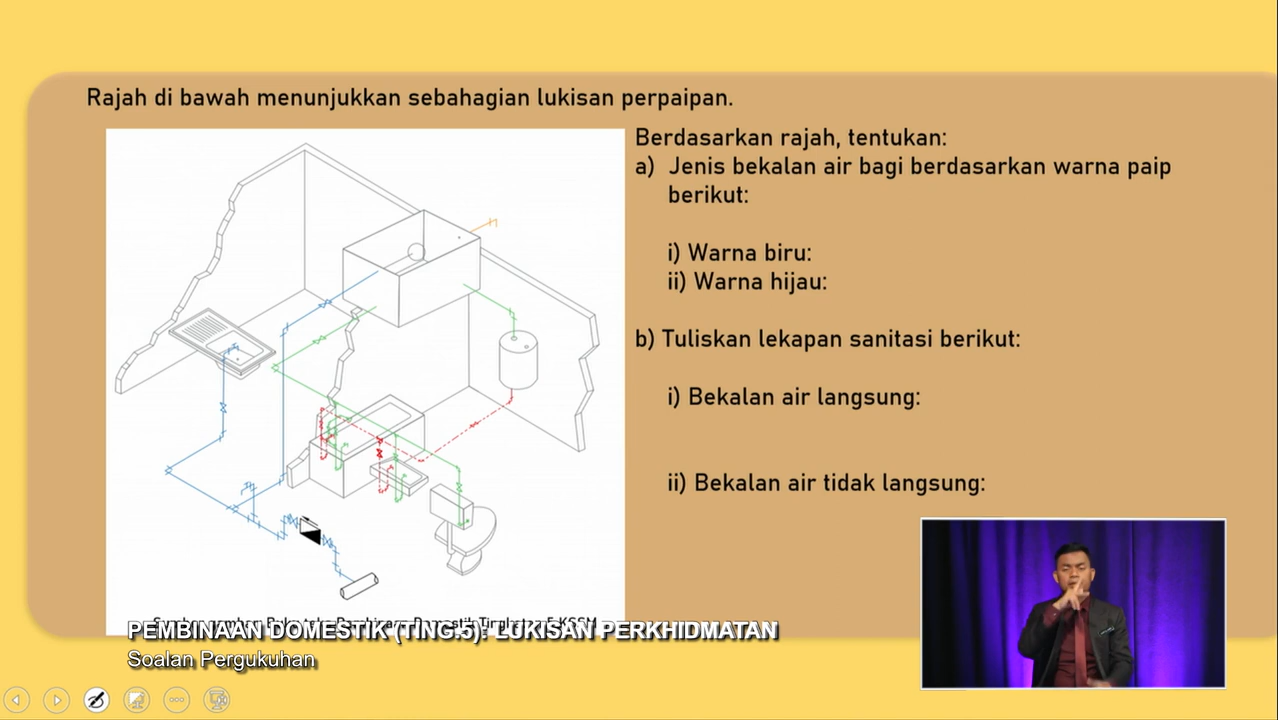 Rajah di bawah menunjukkan sebahagian lukisan perpaipan.
Berdasarkan rajah, tentukan:
a) Jenis bekalan air bagi berdasarkan warna paip
berikut:
i) Warna biru:
ii) Warna hijau:
b) Tuliskan lekapan sanitasi berikut:
i) Bekalan air langsung:
ii) Bekalan air tidak langsung:
PEMBINAAN DOMESTIK (TING.5)- LUKISAN PERKHIDMATAN
Soalan Pergukuhan